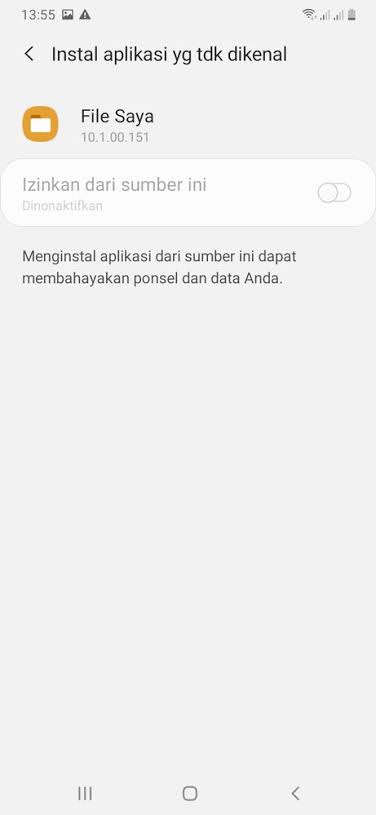 13:55
Instal aplikasi yg tdk dikenal
File Saya
10.1.00.151
Izinkan dari sumber ini
Dinonaktifkan
Menginstal aplikasi dari sumber ini dapat
membahayakan ponsel dan data Anda.